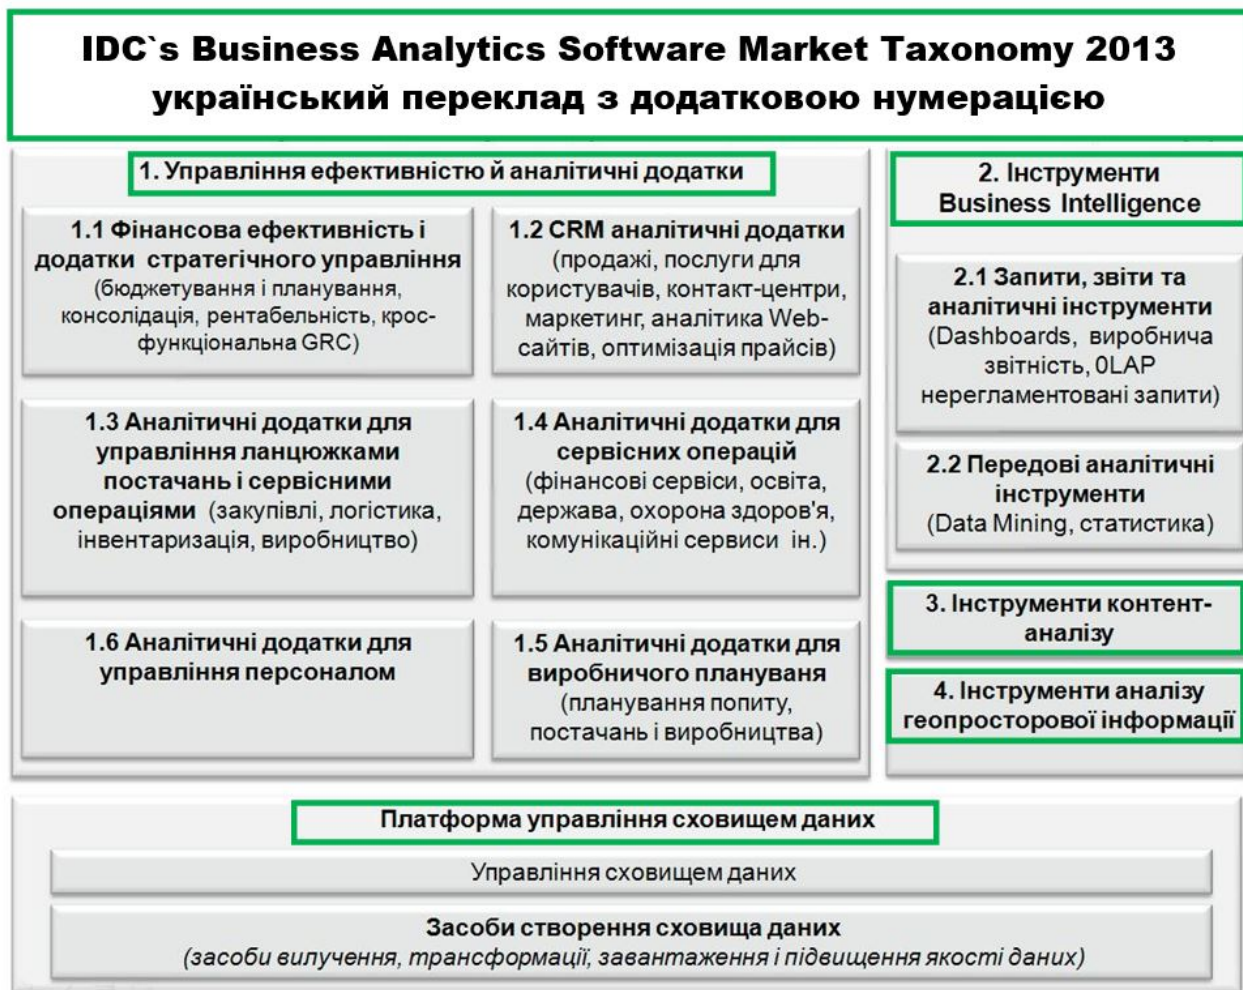 IDC`s Business Analytics Software Market Taxonomy 2013
український переклад з додатковою нумерацією
1. Управління ефективністю й аналітичні додатки
1.1 Фінансова ефективність і
додатки стратегічного управління
(бюджетування і планування,
консолідація, рентабельність, крос-
функціональна GRC)
1.2 CRM аналітичні додатки
(продажі, послуги для
користувачів, контакт-центри,
маркетинг, аналітика Web-
сайтів, оптимізація прайсів)
1.3 Аналітичні додатки для
управління ланцюжками
постачань і сервісними
операціями (закупівлі, логістика,
інвентаризація, виробництво)
1.4 Аналітичні додатки для
сервісних операцій
(фінансові сервіси, освіта,
держава, охорона здоров'я,
комунікаційні сервиси ін.)
1.6 Аналітичні додатки для
управління персоналом
1.5 Аналітичні додатки для
виробничого плануваня
(планування попиту,
постачань і виробництва)
2. Інструменти
Business Intelligence
2.1 Запити, звіти та
аналітичні інструменти
(Dashboards, виробнича
звітність, 0LAP
нерегламентовані запити)
2.2 Передові аналітичні
інструменти
(Data Mining, статистика)
3. Інструменти контент-
аналізу
4. Інструменти аналізу
геопросторової інформації
Платформа управління сховищем даних
Управління сховищем даних
Засоби створення сховища даних
(засоби вилучення, трансформації, завантаження і підвищення якості даних)